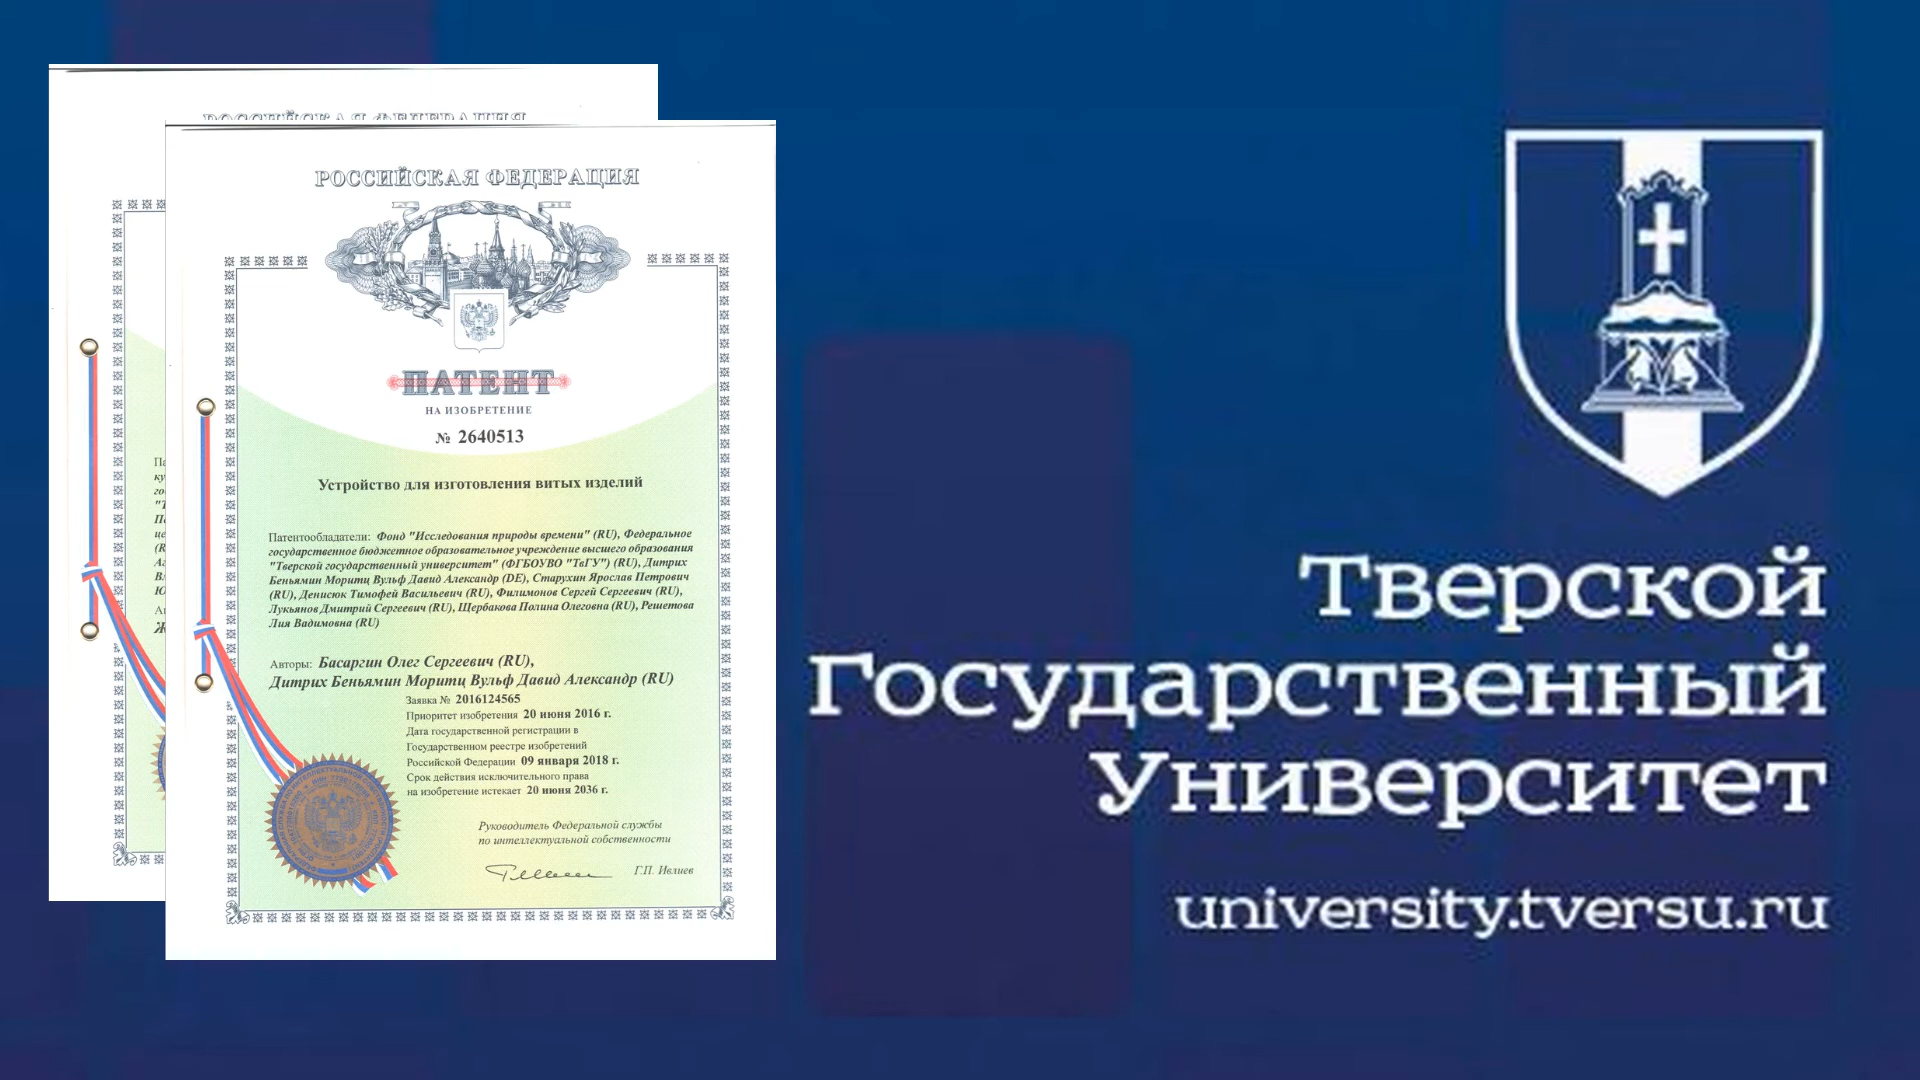 РОССИЙСКАЯ ФЕДЕРАЦИЯ
РОССИЙСКАЯ ФЕДЕРАЦИЯ
ПАТЕНТ
НА ИЗОБРЕТЕНИЕ
№ 2640513
Устройство для изготовления витых изделий
Патентообладатели: Фонд "Исследования природы времени" (RU), Федеральное
государственное бюджетное образовательное учреждение высшего образования
"Тверской государственный университет" (ФГБОУВО "ТвГУ") (RU), Дитрих
Беньямин Моритц Вульф Давид Александр (DE), Старухин Ярослав Петрович
(RU), Денисюк Тимофей Васильевич (RU), Филимонов Сергей Сергеевич (RU),
Лукьянов Дмитрий Сергеевич (RU), Щербакова Полина Олеговна (RU), Решетова
Лия Вадимовна (RU)
Авторы: Басаргин Олег Сергеевич (RU),
Дитрих Беньямин Моритц Вульф Давид Александр (RU)
Заявка № 2016124565
Приоритет изобретения 20 июня 2016 г.
Дата государственной регистрации в
Государственном реестре изобретений
Российской Федерации 09 января 2018 г.
Срок действия исключительного права
на изобретение истекает 20 июня 2036 г.
Руководитель Федеральной службы
по интеллектуальной собственности
Г.П. Ивлиев
Тверской
Государственный
Университет
university.tversu.ru